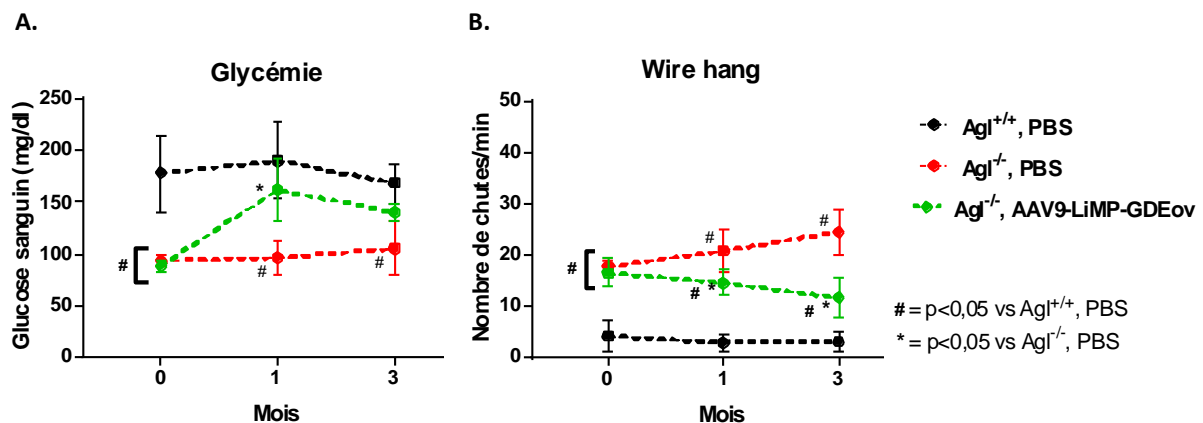 A.
Glycémie
Glucose sanguin (mg/dl)
250
200
150
100
50
0
*
#
#
#
0 1 3
Mois
B.
Wire hang
Nombre de chutes/min
50
40
30
20
10
0
#
#
#
# *
# *
0 1 3
Mois
Agl+/+, PBS
Agl-/-, PBS
Agl-/-, AAV9-LiMP-GDEov
# = p<0,05 vs Agl+/+, PBS
* = p<0,05 vs Agl-/-, PBS